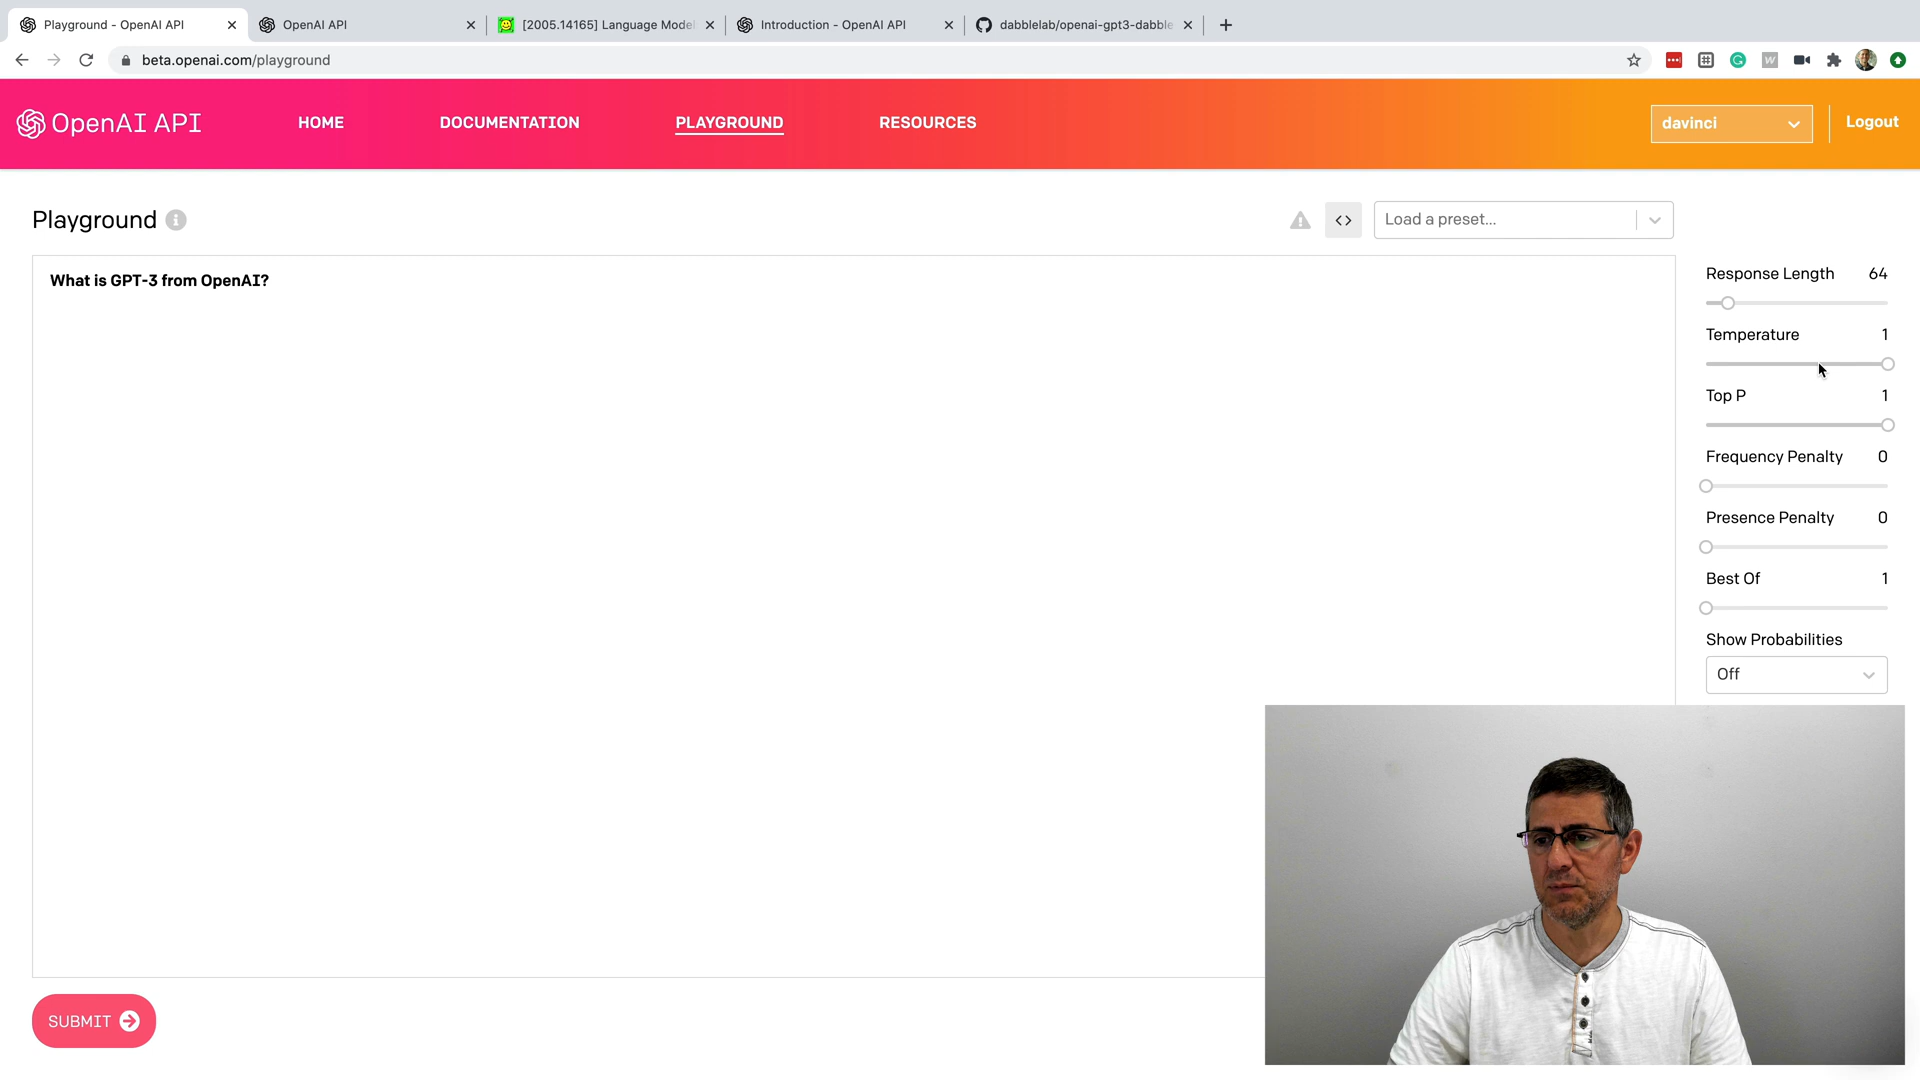 Playground - OpenAI API
OpenAI API
[2005.14165] Language Model
Introduction - OpenAI API
dabblelab/openai-gpt3-dabble
beta.openai.com/playground
OpenAI API
HOME
DOCUMENTATION
PLAYGROUND
RESOURCES
davinci
Logout
Playground
Load a preset...
What is GPT-3 from OpenAI?
Response Length 64
Temperature 1
Top P 1
Frequency Penalty 0
Presence Penalty 0
Best Of 1
Show Probabilities
Off
SUBMIT